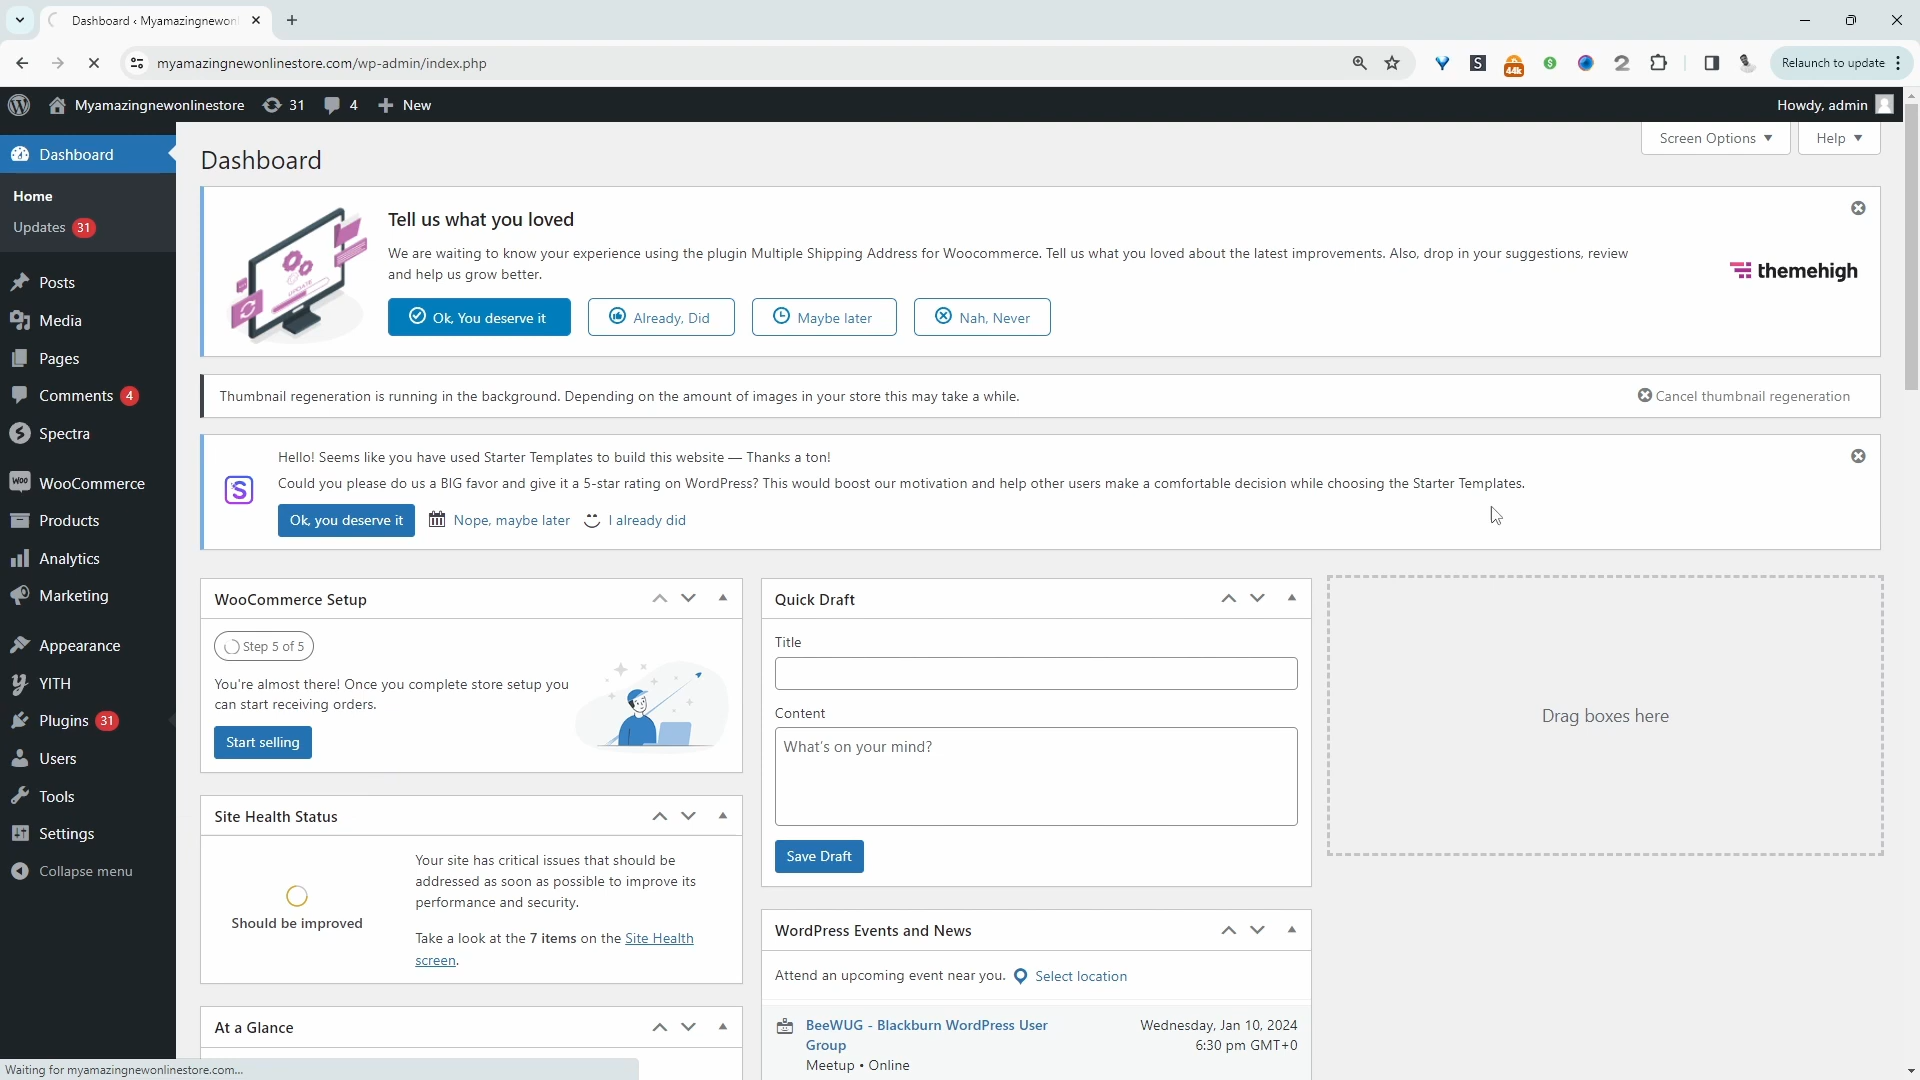 Dashboard ‹ Myamazingnewonl
myamazingnewonlinestore.com/wp-admin/index.php
44k
Relaunch to update
Myamazingnewonlinestore
31
4
New
Howdy, admin
Dashboard
Home
Updates 31
Posts
Media
Pages
Comments 4
Spectra
WooCommerce
Products
Analytics
Marketing
Appearance
YITH
Plugins 31
Users
Tools
Settings
Collapse menu
Screen Options
Help
Dashboard
Tell us what you loved
We are waiting to know your experience using the plugin Multiple Shipping Address for Woocommerce. Tell us what you loved about the latest improvements. Also, drop in your suggestions, review
and help us grow better.
Ok, You deserve it
Already, Did
Maybe later
Nah, Never
themehigh
Thumbnail regeneration is running in the background. Depending on the amount of images in your store this may take a while.
Cancel thumbnail regeneration
Hello! Seems like you have used Starter Templates to build this website — Thanks a ton!
Could you please do us a BIG favor and give it a 5-star rating on WordPress? This would boost our motivation and help other users make a comfortable decision while choosing the Starter Templates.
Ok, you deserve it
Nope, maybe later
I already did
WooCommerce Setup
Step 5 of 5
You're almost there! Once you complete store setup you
can start receiving orders.
Start selling
Site Health Status
Should be improved
Your site has critical issues that should be
addressed as soon as possible to improve its
performance and security.
Take a look at the 7 items on the Site Health
screen.
At a Glance
Quick Draft
Title
Content
What's on your mind?
Save Draft
WordPress Events and News
Attend an upcoming event near you.
Select location
BeeWUG - Blackburn WordPress User
Group
Meetup • Online
Wednesday, Jan 10, 2024
6:30 pm GMT+0
Drag boxes here
Waiting for myamazingnewonlinestore.com...